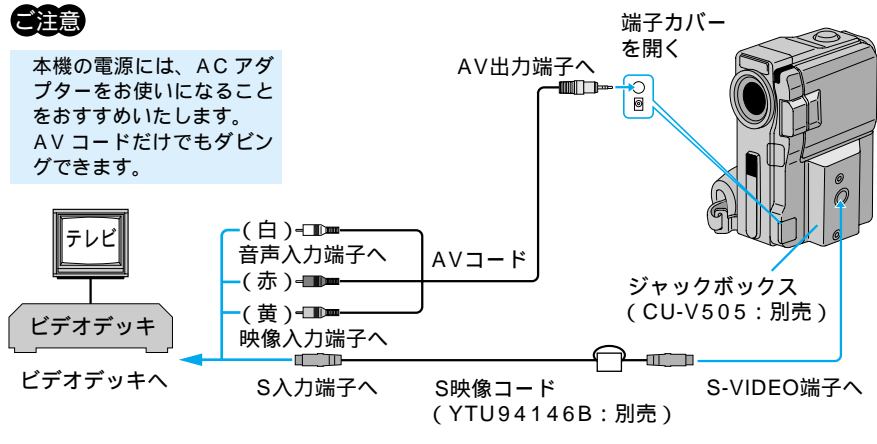 ご注意
本機の電源には、ACアダ
プターをお使いになること
をおすすめいたします。
AVコードだけでもダビン
グできます。
端子カバー
を開く
AV出力端子へ
テレビ
ビデオデッキ
ビデオデッキへ
(白)
音声入力端子へ
(赤)
(黄)
映像入力端子へ
AVコード
ジャックボックス
(CU-V505:別売)
S入力端子へ
S映像コード
(YTU94146B:別売)
S-VIDEO端子へ